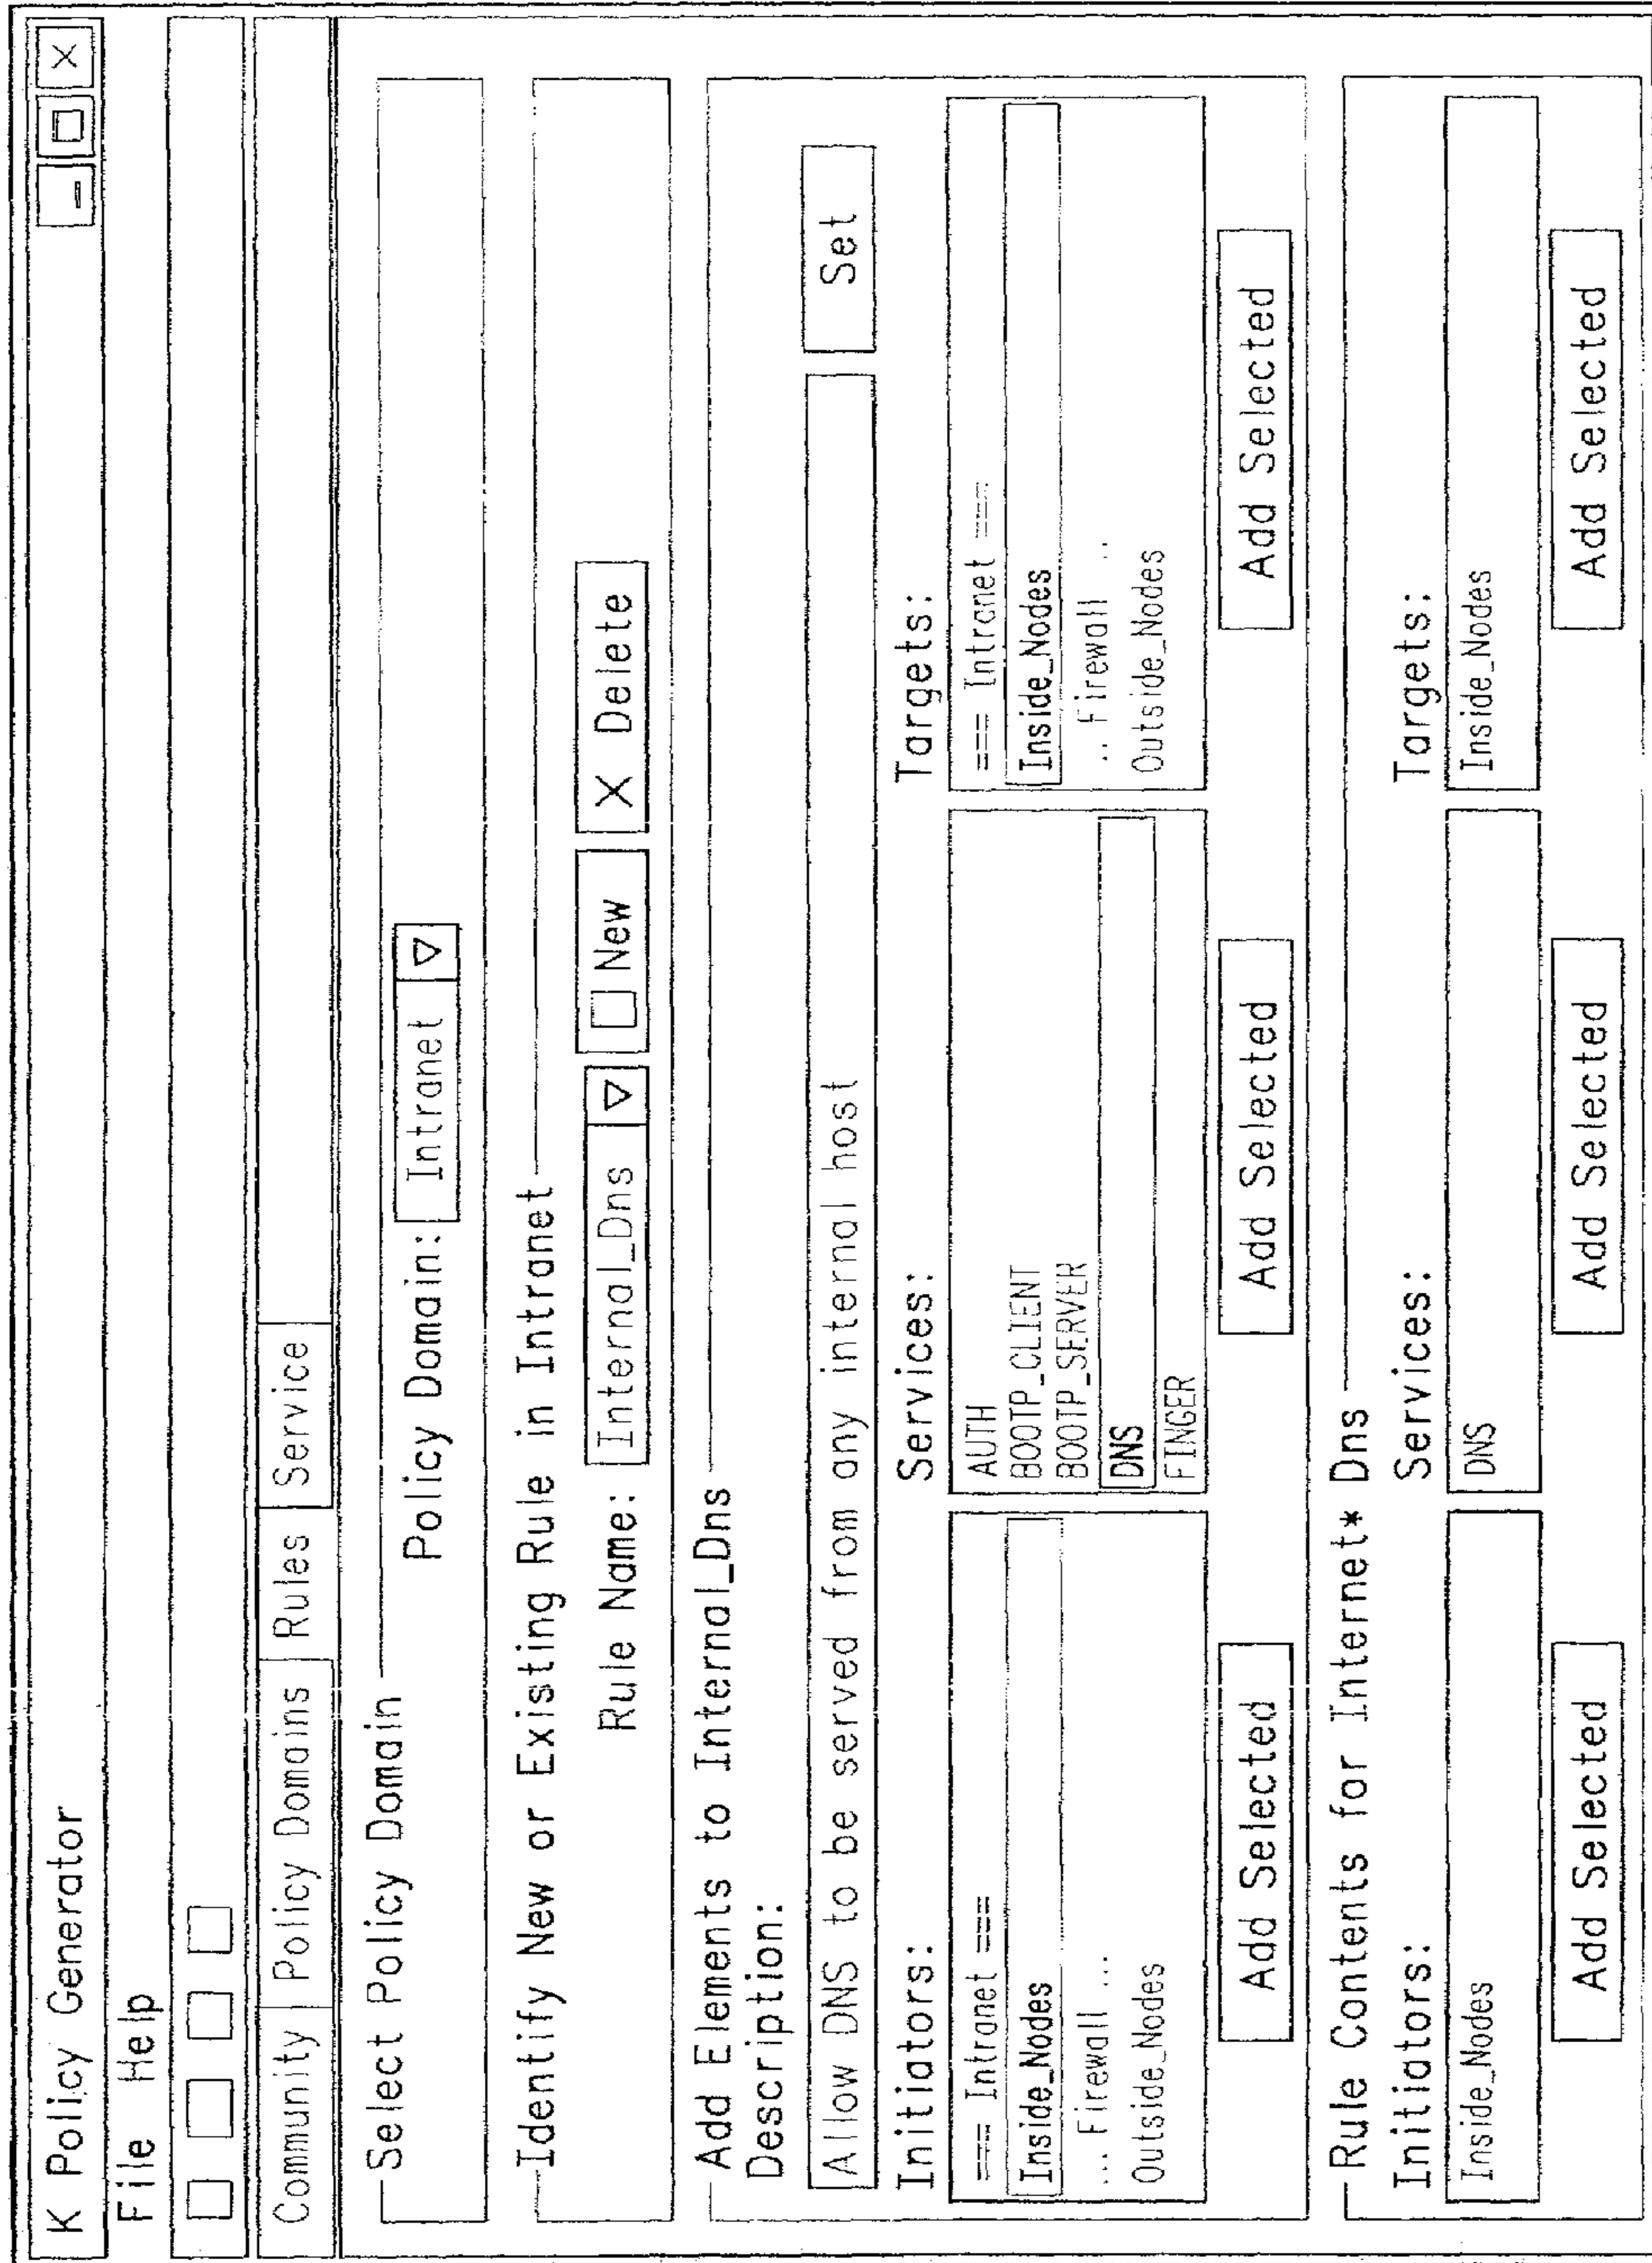 K Policy Generator
File Help
Community Policy Domains Rules Service
Select Policy Domain
Policy Domain: Intranet
Identify New or Existing Rule in Intranet
Rule Name: Internal_Dns New X Delete
Add Elements to Internal_Dns
Description:
Allow DNS to be served from any internal host Set
Initiators: Services: Targets:
=== Intranet === AUTH === Intranet ===
Inside_Nodes BOOTP_CLIENT Inside_Nodes
... Firewall ... BOOTP_SERVER .. Firewall ..
Outside_Nodes DNS Outside_Nodes
FINGER
Add Selected Add Selected Add Selected
Rule Contents for Internet* Dns
Initiators: Services: Targets:
Inside_Nodes DNS Inside_Nodes
Add Selected Add Selected Add Selected